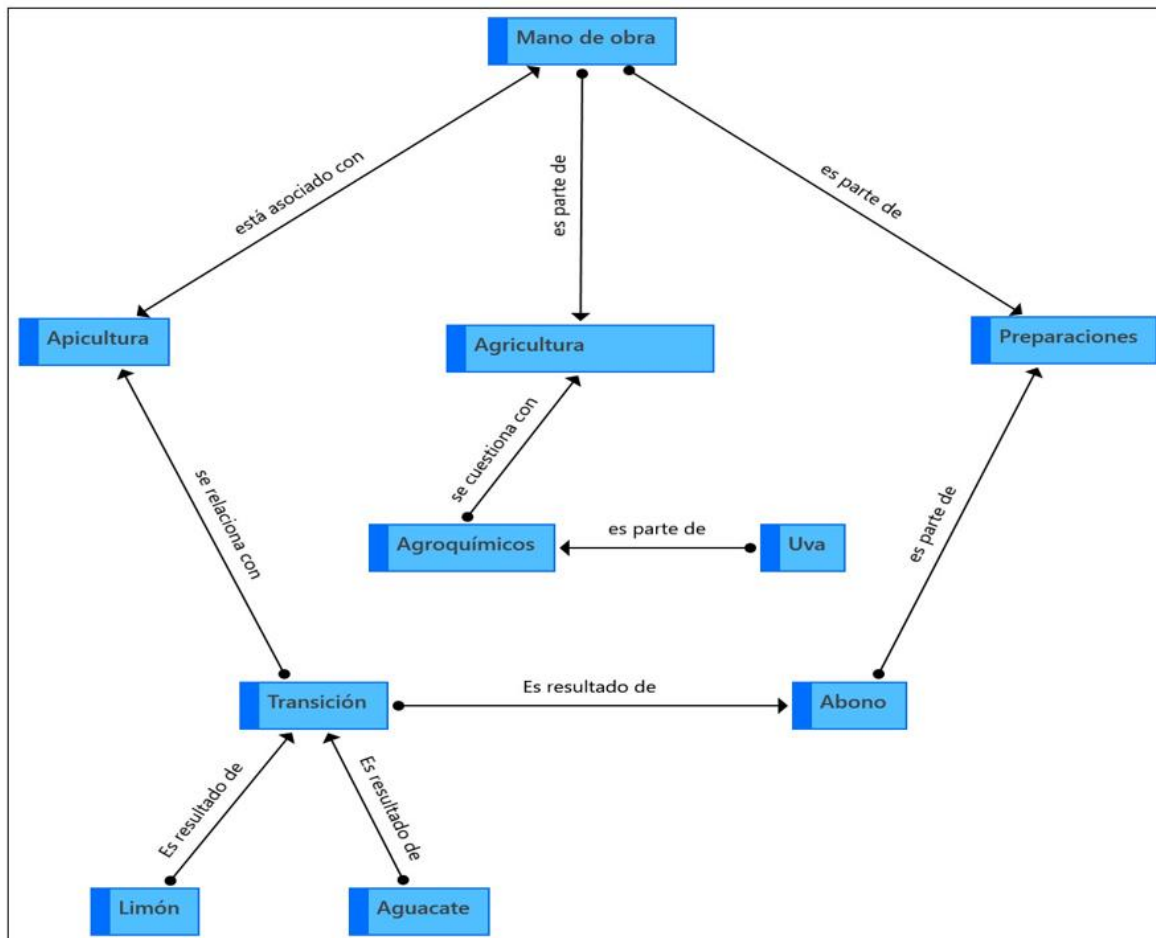 Mano de obra
está asociado con
es parte de
es parte de
Apicultura
Agricultura
Preparaciones
se relaciona con
se cuestiona con
es parte de
Agroquímicos
es parte de
Uva
Transición
Es resultado de
Abono
Es resultado de
Es resultado de
Limón
Aguacate